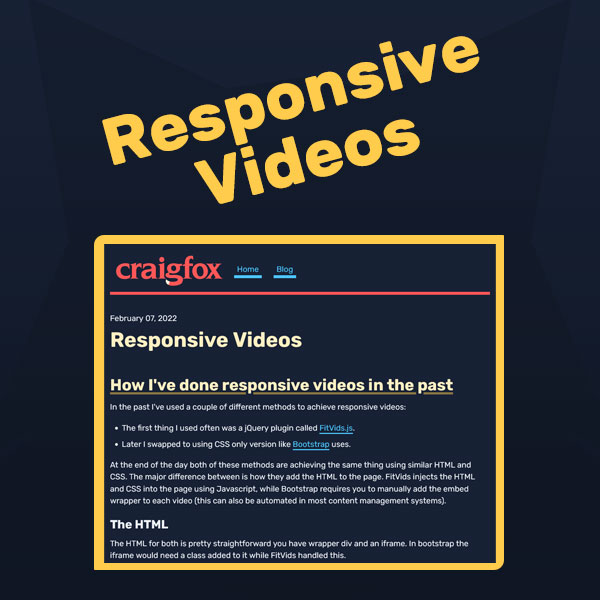 Responsive
Videos
craigfox
Home
Blog
February 07, 2022
Responsive Videos
How I've done responsive videos in the past
In the past I've used a couple of different methods to achieve responsive videos:
• The first thing I used often was a jQuery plugin called FitVids.js.
• Later I swapped to using CSS only version like Bootstrap uses.
At the end of the day both of these methods are achieving the same thing using similar HTML and
CSS. The major difference between is how they add the HTML to the page. FitVids injects the HTML
and CSS into the page using Javascript, while Bootstrap requires you to manually add the embed
wrapper to each video (this can also be automated in most content management systems).
The HTML
The HTML for both is pretty straightforward you have wrapper div and an iframe. In bootstrap the
iframe would need a class added to it while FitVids handled this.